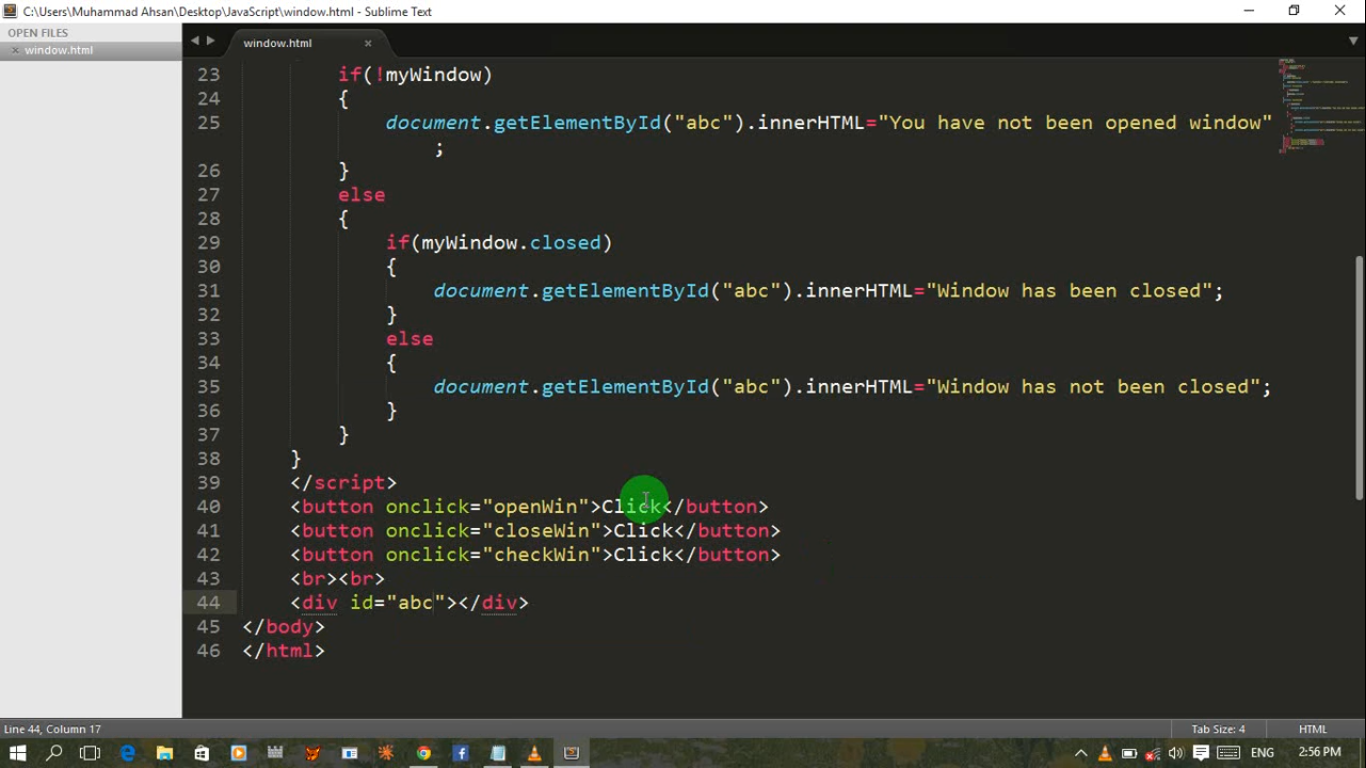 C:\Users\Muhammad Ahsan\Desktop\JavaScript\window.html - Sublime Text
OPEN FILES
window.html
window.html
23 if(!myWindow)
24 {
25 document.getElementById("abc").innerHTML="You have not been opened window"
;
26 }
27 else
28 {
29 if(myWindow.closed)
30 {
31 document.getElementById("abc").innerHTML="Window has been closed";
32 }
33 else
34 {
35 document.getElementById("abc").innerHTML="Window has not been closed";
36 }
37 }
38 }
39 </script>
40 <button onclick="openWin">Click</button>
41 <button onclick="closeWin">Click</button>
42 <button onclick="checkWin">Click</button>
43 <br><br>
44 <div id="abc"></div>
45 </body>
46 </html>
Line 44, Column 17
Tab Size: 4
HTML
ENG
2:56 PM